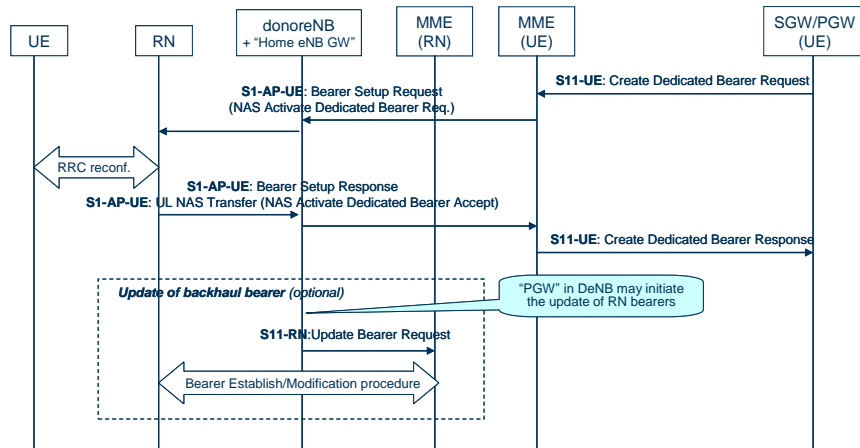 UE
RN
donoreNB
+ “Home eNB GW”
MME
(RN)
MME
(UE)
SGW/PGW
(UE)
S11-UE: Create Dedicated Bearer Request
S1-AP-UE: Bearer Setup Request
(NAS Activate Dedicated Bearer Req.)
RRC reconf.
S1-AP-UE: Bearer Setup Response
S1-AP-UE: UL NAS Transfer (NAS Activate Dedicated Bearer Accept)
S11-UE: Create Dedicated Bearer Response
Update of backhaul bearer (optional)
“PGW” in DeNB may initiate
the update of RN bearers
S11-RN:Update Bearer Request
Bearer Establish/Modification procedure